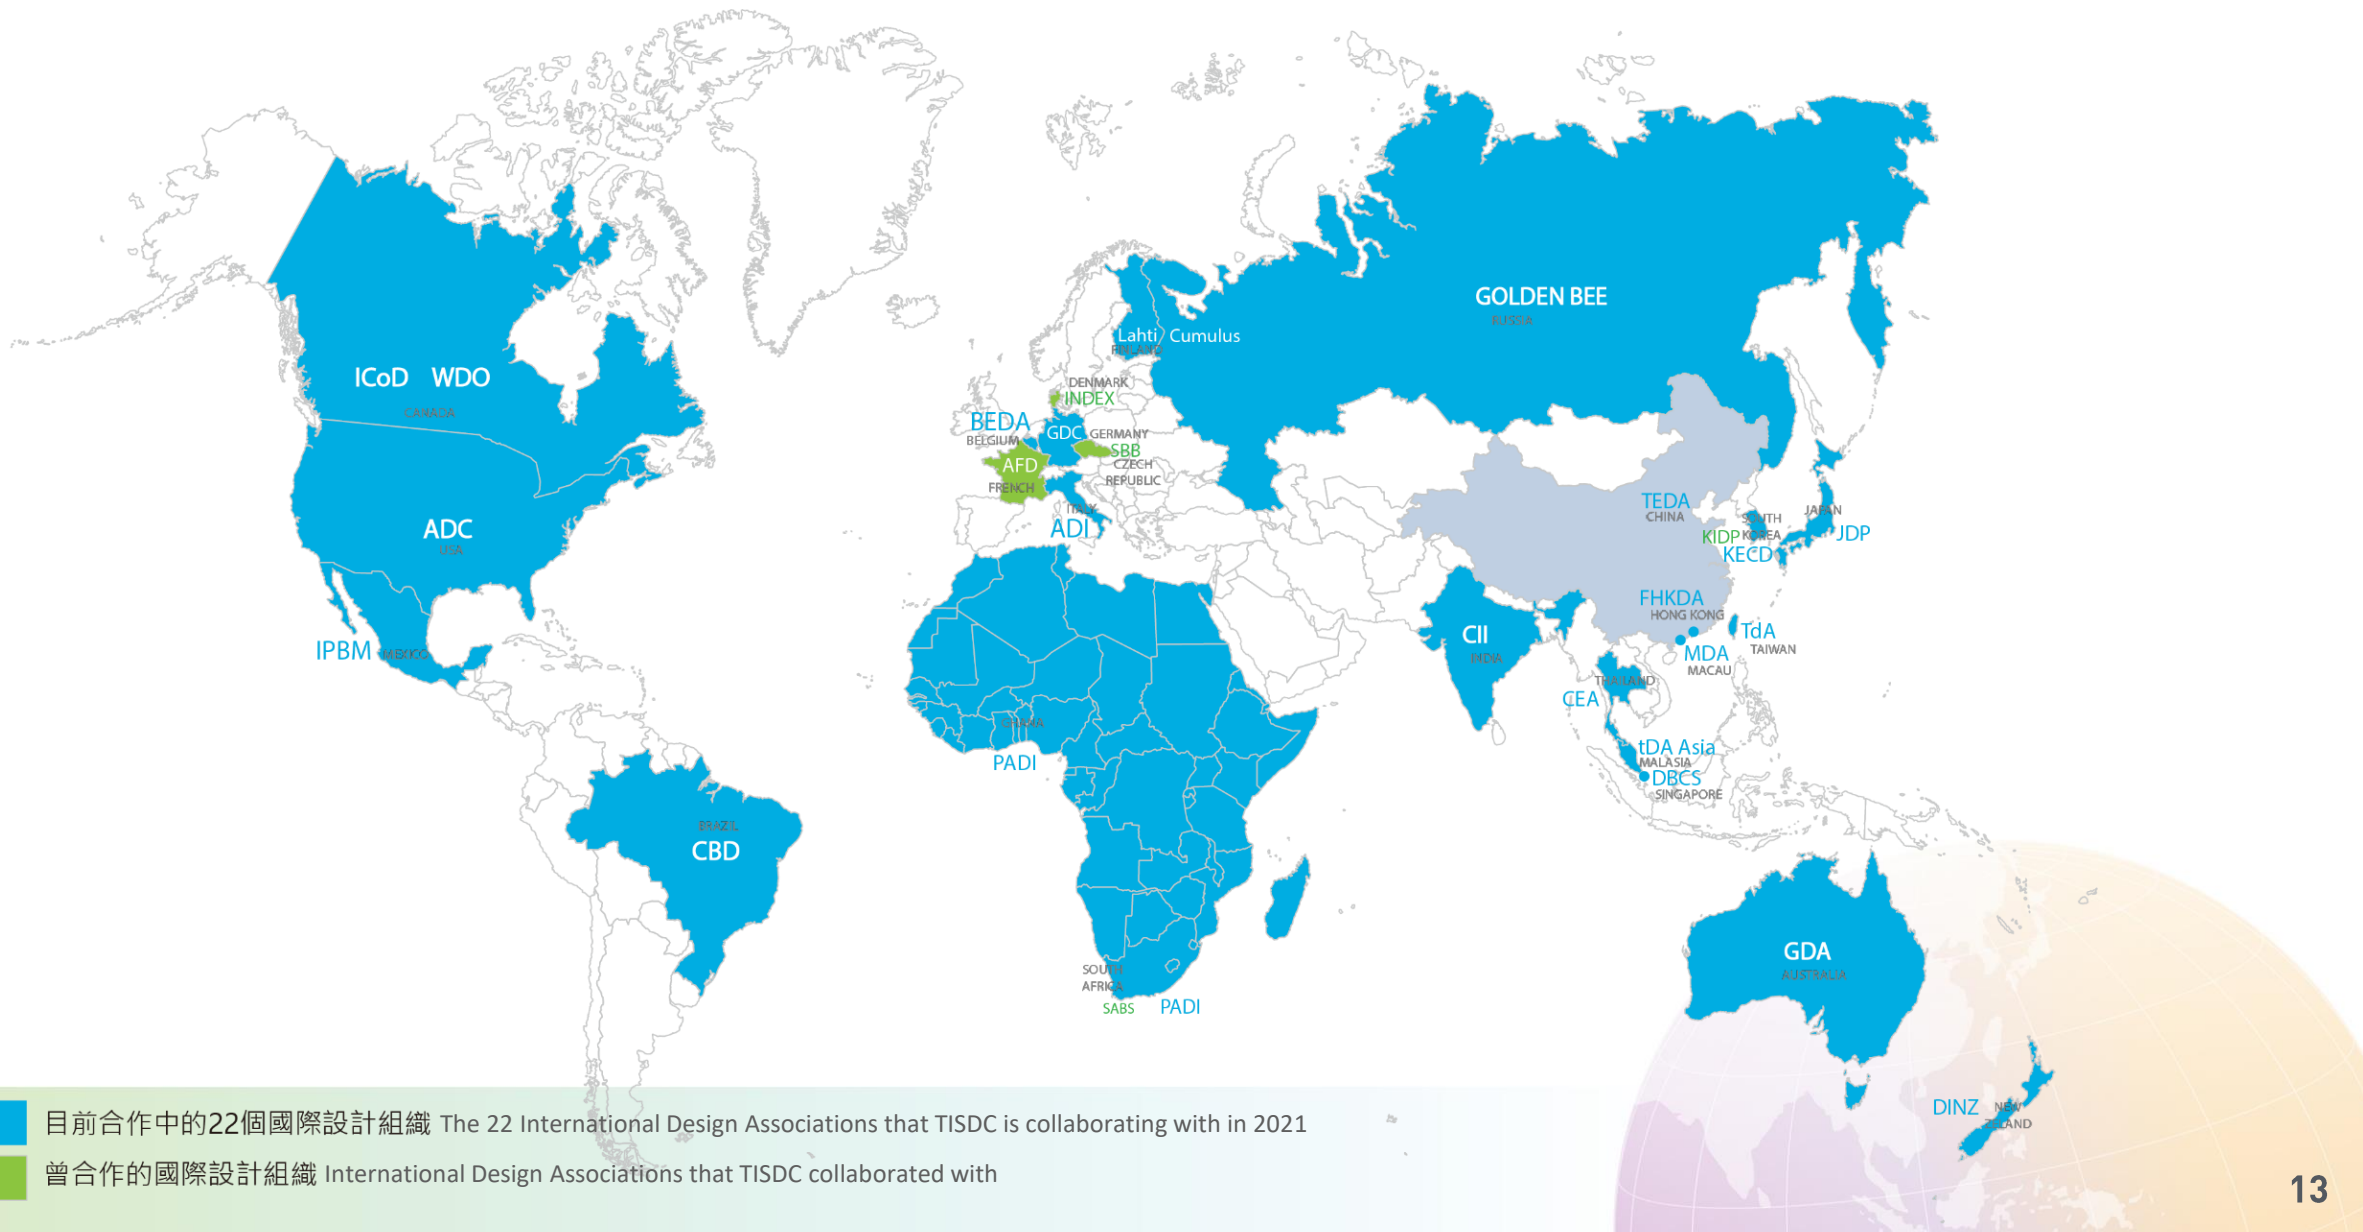 GOLDEN BEE
RUSSIA
Lahti
Cumulus
FINLAND
ICoD
WDO
CANADA
DENMARK
INDEX
BEDA
BELGIUM
GDC
GERMANY
SBB
CZECH
REPUBLIC
AFD
FRENCH
ITALY
ADI
ADC
USA
IPBM
MEXICO
TEDA
CHINA
SOUTH
KOREA
KIDP
KECD
JAPAN
JDP
FHKDA
HONG KONG
TdA
TAIWAN
MDA
MACAU
CII
INDIA
THAILAND
CEA
tDA Asia
MALASIA
DBCS
SINGAPORE
GHANA
PADI
BRAZIL
CBD
SOUTH
AFRICA
SABS
PADI
GDA
AUSTRALIA
DINZ
NEW
ZEALAND
目前合作中的22個國際設計組織 The 22 International Design Associations that TISDC is collaborating with in 2021
曾合作的國際設計組織 International Design Associations that TISDC collaborated with
13